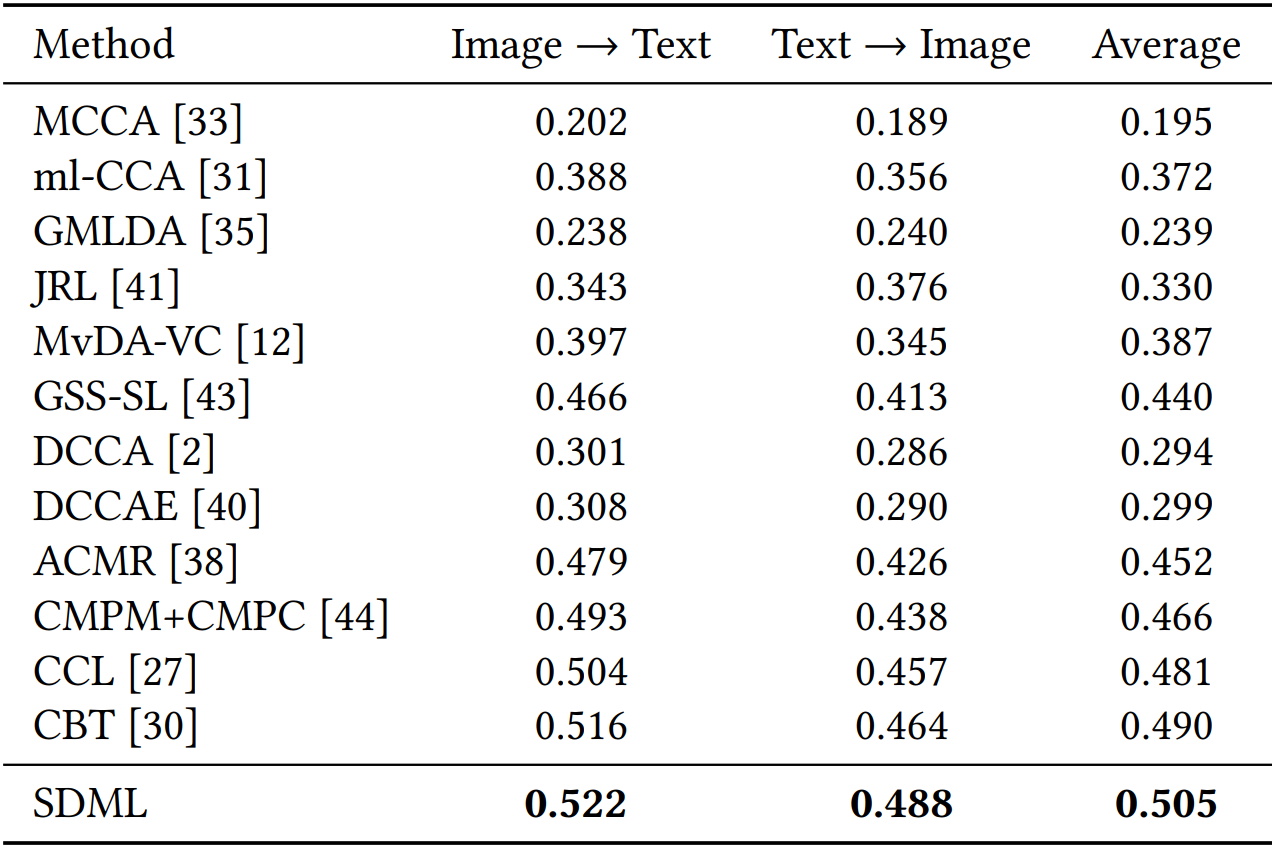 Method Image → Text Text → Image Average
MCCA [33] 0.202 0.189 0.195
ml-CCA [31] 0.388 0.356 0.372
GMLDA [35] 0.238 0.240 0.239
JRL [41] 0.343 0.376 0.330
MvDA-VC [12] 0.397 0.345 0.387
GSS-SL [43] 0.466 0.413 0.440
DCCA [2] 0.301 0.286 0.294
DCCAE [40] 0.308 0.290 0.299
ACMR [38] 0.479 0.426 0.452
CMPM+CMPC [44] 0.493 0.438 0.466
CCL [27] 0.504 0.457 0.481
CBT [30] 0.516 0.464 0.490
SDML 0.522 0.488 0.505